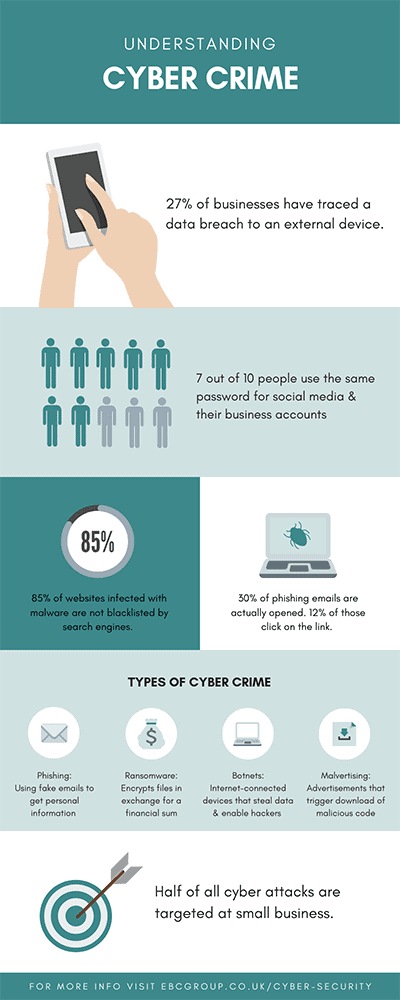 UNDERSTANDING
CYBER CRIME
27% of businesses have traced a
data breach to an external device.
7 out of 10 people use the same
password for social media &
their business accounts
85%
85% of websites infected with
malware are not blacklisted by
search engines.
30% of phishing emails are
actually opened. 12% of those
click on the link.
TYPES OF CYBER CRIME
Phishing:
Using fake emails to
get personal
information
Ransomware:
Encrypts files in
exchange for a
financial sum
Botnets:
Internet-connected
devices that steal data
& enable hackers
Malvertising:
Advertisements that
trigger download of
malicious code
$
Half of all cyber attacks are
targeted at small business.
FOR MORE INFO VISIT EBCGROUP.CO.UK/CYBER-SECURITY